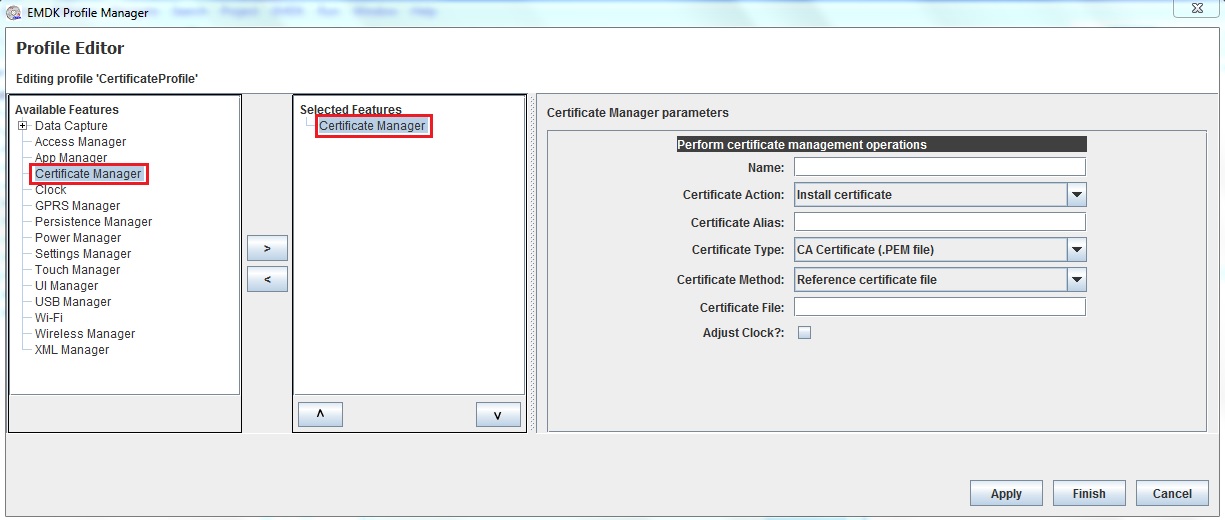 EMDK Profile Manager
Profile Editor
Editing profile 'CertificateProfile'
Available Features
Data Capture
Access Manager
App Manager
Certificate Manager
Clock
GPRS Manager
Persistence Manager
Power Manager
Settings Manager
Touch Manager
UI Manager
USB Manager
Wi-Fi
Wireless Manager
XML Manager
>
<
Selected Features
Certificate Manager
˄
˅
Certificate Manager parameters
Perform certificate management operations
Name:
Certificate Action: Install certificate
Certificate Alias:
Certificate Type: CA Certificate (.PEM file)
Certificate Method: Reference certificate file
Certificate File:
Adjust Clock?:
Apply Finish Cancel